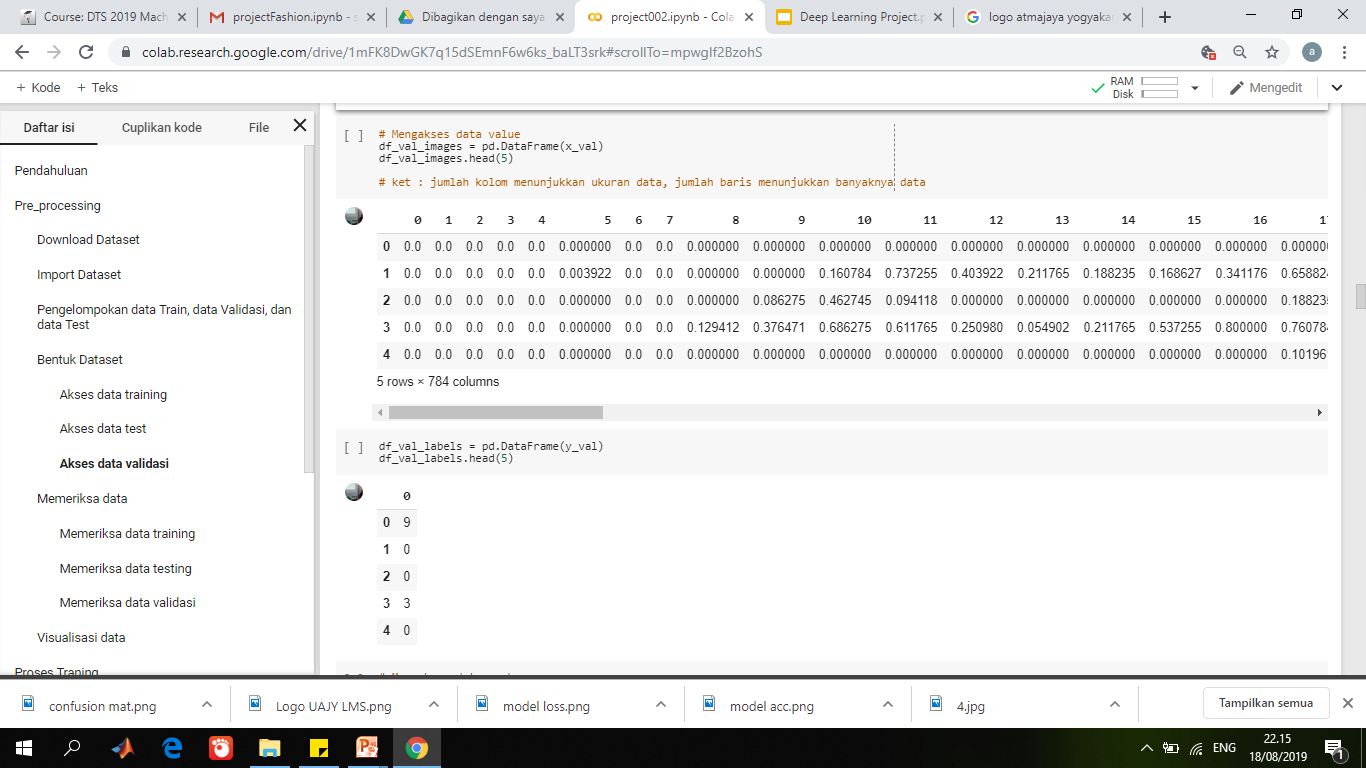 Course: DTS 2019 Mach
projectFashion.ipynb - s
Dibagikan dengan saya
project002.ipynb - Cola
Deep Learning Project.p
logo atmajaya yogyakar
colab.research.google.com/drive/1mFK8DwGK7q15dSEmnF6w6ks_baLT3srk#scrollTo=mpwgIf2BzohS
a
+ Kode + Teks
RAM
Disk
Mengedit
Daftar isi Cuplikan kode File
Pendahuluan
Pre_processing
Download Dataset
Import Dataset
Pengelompokan data Train, data Validasi, dan
data Test
Bentuk Dataset
Akses data training
Akses data test
Akses data validasi
Memeriksa data
Memeriksa data training
Memeriksa data testing
Memeriksa data validasi
Visualisasi data
Proses Traning
[ ] # Mengakses data value
df_val_images = pd.DataFrame(x_val)
df_val_images.head(5)
# ket : jumlah kolom menunjukkan ukuran data, jumlah baris menunjukkan banyaknya data
0 1 2 3 4 5 6 7 8 9 10 11 12 13 14 15 16 17
0 0.0 0.0 0.0 0.0 0.0 0.000000 0.0 0.0 0.000000 0.000000 0.000000 0.000000 0.000000 0.000000 0.000000 0.000000 0.000000 0.00000
1 0.0 0.0 0.0 0.0 0.0 0.003922 0.0 0.0 0.000000 0.000000 0.160784 0.737255 0.403922 0.211765 0.188235 0.168627 0.341176 0.65882
2 0.0 0.0 0.0 0.0 0.0 0.000000 0.0 0.0 0.000000 0.086275 0.462745 0.094118 0.000000 0.000000 0.000000 0.000000 0.000000 0.18823
3 0.0 0.0 0.0 0.0 0.0 0.000000 0.0 0.0 0.129412 0.376471 0.686275 0.611765 0.250980 0.054902 0.211765 0.537255 0.800000 0.76078
4 0.0 0.0 0.0 0.0 0.0 0.000000 0.0 0.0 0.000000 0.000000 0.000000 0.000000 0.000000 0.000000 0.000000 0.000000 0.000000 0.10196
5 rows × 784 columns
[ ] df_val_labels = pd.DataFrame(y_val)
df_val_labels.head(5)
0
0 9
1 0
2 0
3 3
4 0
confusion mat.png
Logo UAJY LMS.png
model loss.png
model acc.png
4.jpg
Tampilkan semua
ENG
22.15
18/08/2019
1